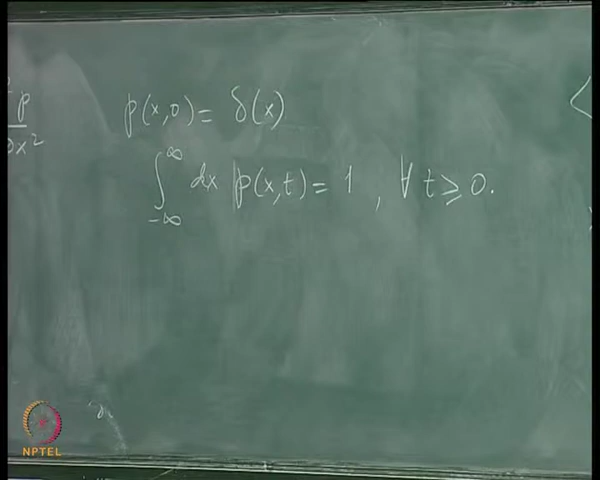 p(x,0) = δ(x)
∂x²
∫_{-∞}^{∞} dx p(x,t) = 1, ∀ t ≥ 0.
NPTEL